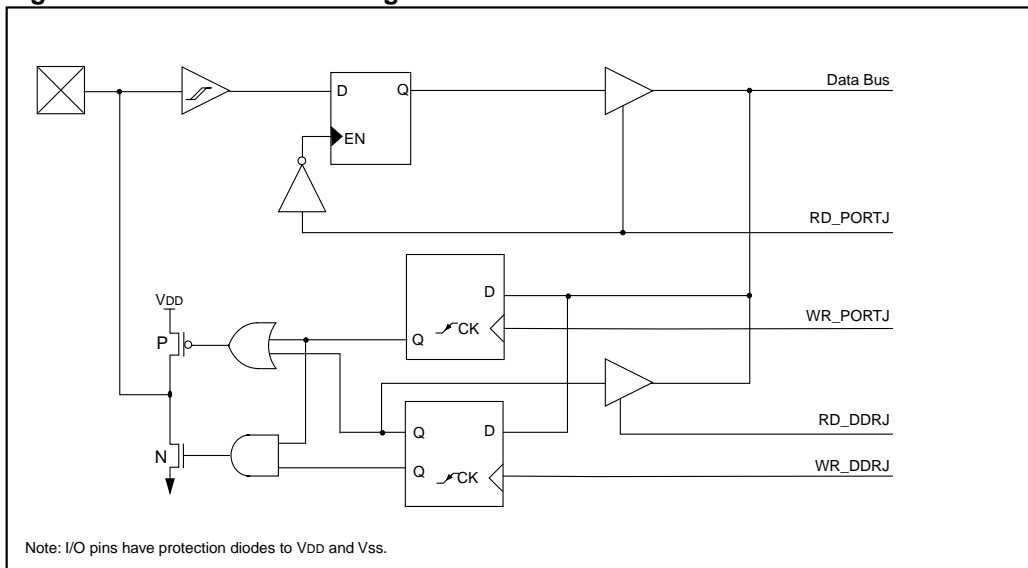 D
Q
EN
Data Bus
RD_PORTJ
VDD
P
D
Q
CK
WR_PORTJ
RD_DDRJ
N
Q
D
Q
CK
WR_DDRJ
Note: I/O pins have protection diodes to VDD and VSS.